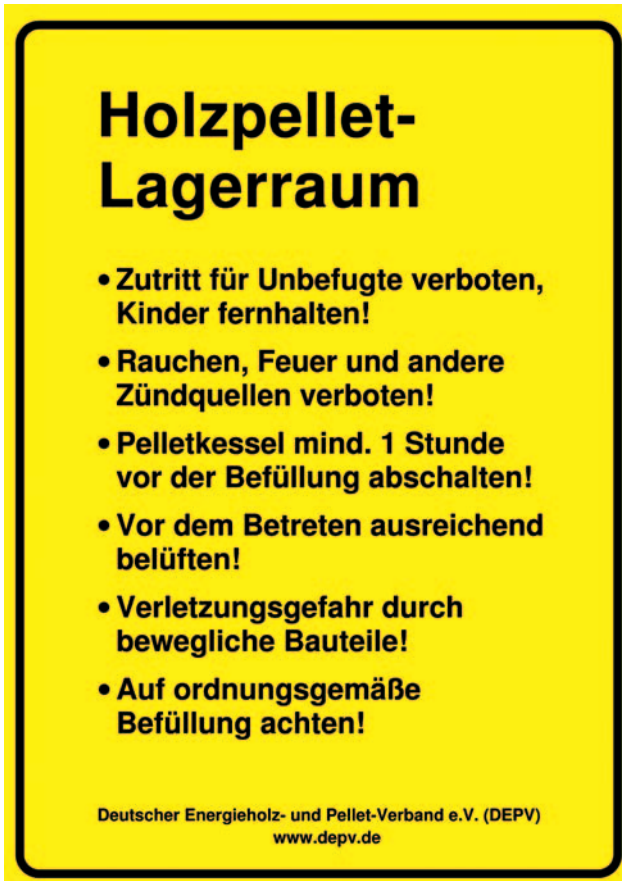 Holzpellet-
Lagerraum
• Zutritt für Unbefugte verboten,
Kinder fernhalten!
• Rauchen, Feuer und andere
Zündquellen verboten!
• Pelletkessel mind. 1 Stunde
vor der Befüllung abschalten!
• Vor dem Betreten ausreichend
belüften!
• Verletzungsgefahr durch
bewegliche Bauteile!
• Auf ordnungsgemäße
Befüllung achten!
Deutscher Energieholz- und Pellet-Verband e.V. (DEPV)
www.depv.de